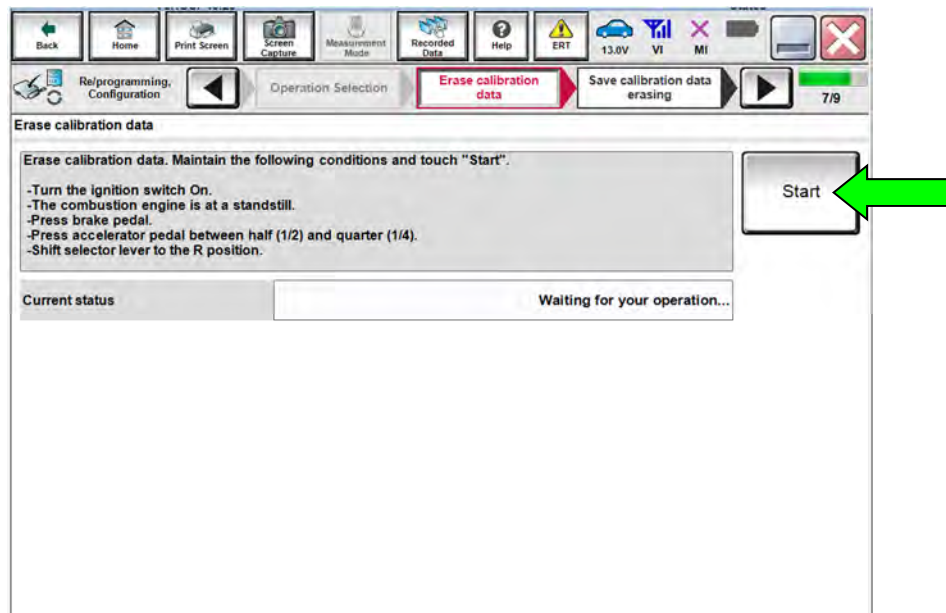 Back
Home
Print Screen
Screen
Capture
Measurement
Mode
Recorded
Data
Help
ERT
13.0V
VI
MI
Re/programming,
Configuration
Operation Selection
Erase calibration
data
Save calibration data
erasing
7/9
Erase calibration data
Erase calibration data. Maintain the following conditions and touch "Start".
-Turn the ignition switch On.
-The combustion engine is at a standstill.
-Press brake pedal.
-Press accelerator pedal between half (1/2) and quarter (1/4).
-Shift selector lever to the R position.
Start
Current status
Waiting for your operation...